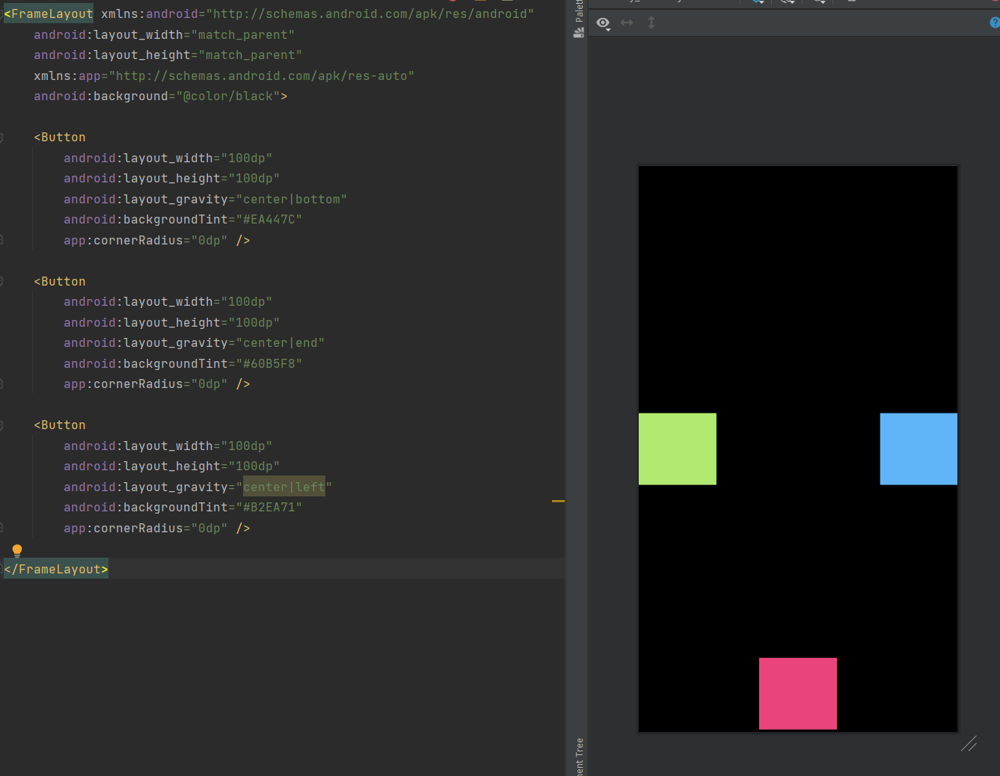 <FrameLayout xmlns:android="http://schemas.android.com/apk/res/android"
    android:layout_width="match_parent"
    android:layout_height="match_parent"
    xmlns:app="http://schemas.android.com/apk/res-auto"
    android:background="@color/black">
    <Button
        android:layout_width="100dp"
        android:layout_height="100dp"
        android:layout_gravity="center|bottom"
        android:backgroundTint="#EA447C"
        app:cornerRadius="0dp" />
    <Button
        android:layout_width="100dp"
        android:layout_height="100dp"
        android:layout_gravity="center|end"
        android:backgroundTint="#60B5F8"
        app:cornerRadius="0dp" />
    <Button
        android:layout_width="100dp"
        android:layout_height="100dp"
        android:layout_gravity="center|left"
        android:backgroundTint="#B2EA71"
        app:cornerRadius="0dp" />
</FrameLayout>
Tree